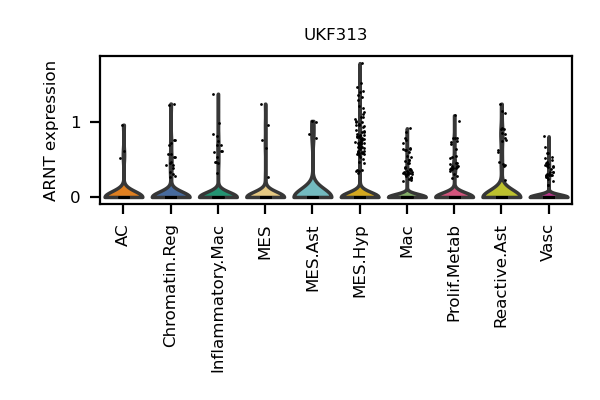 UKF313
ARNT expression
1
0
AC
Chromatin.Reg
Inflammatory.Mac
MES
MES.Ast
MES.Hyp
Mac
Prolif.Metab
Reactive.Ast
Vasc